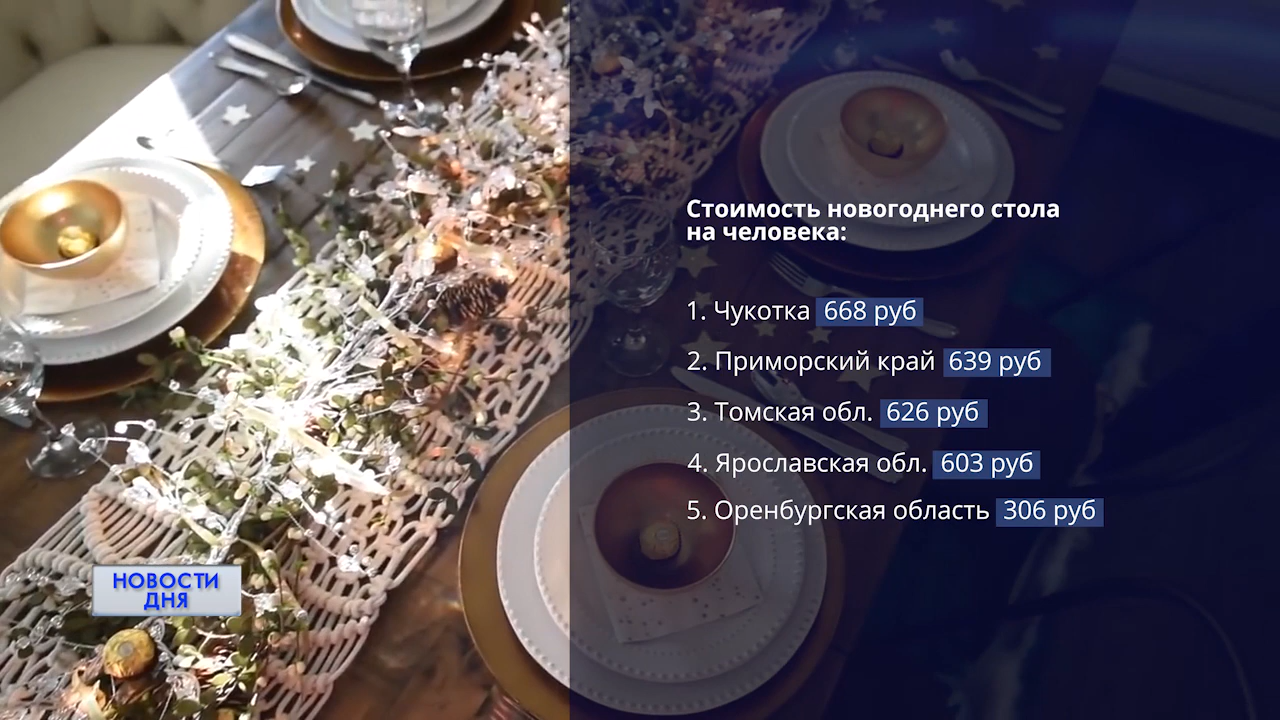 Стоимость новогоднего стола
на человека:
1. Чукотка 668 руб
2. Приморский край 639 руб
3. Томская обл. 626 руб
4. Ярославская обл. 603 руб
5. Оренбургская область 306 руб
НОВОСТИ
ДНЯ